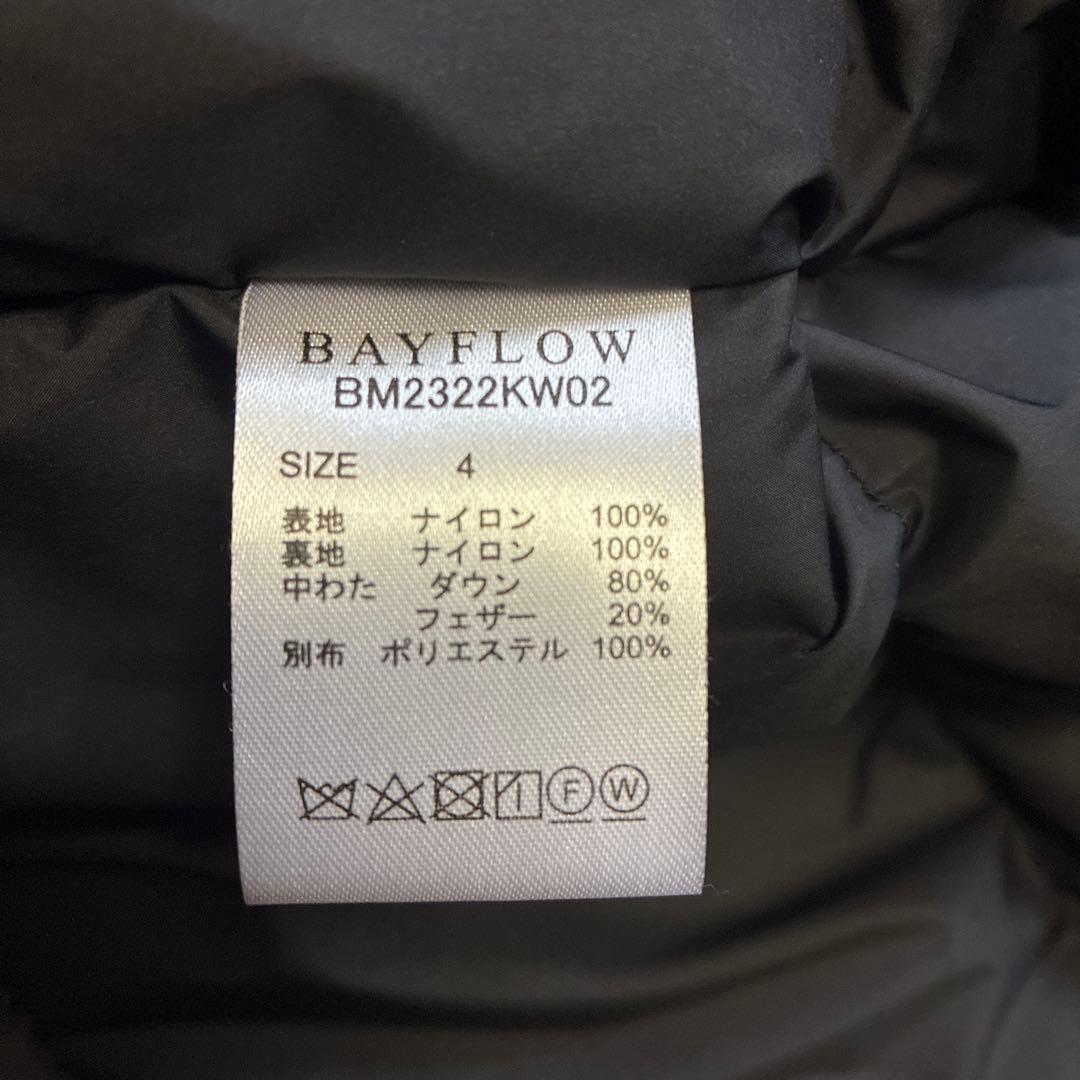 BAYFLOW
BM2322KW02
SIZE 4
表地 ナイロン 100%
裏地 ナイロン 100%
中わた ダウン 80%
フェザー 20%
別布 ポリエステル 100%
F W